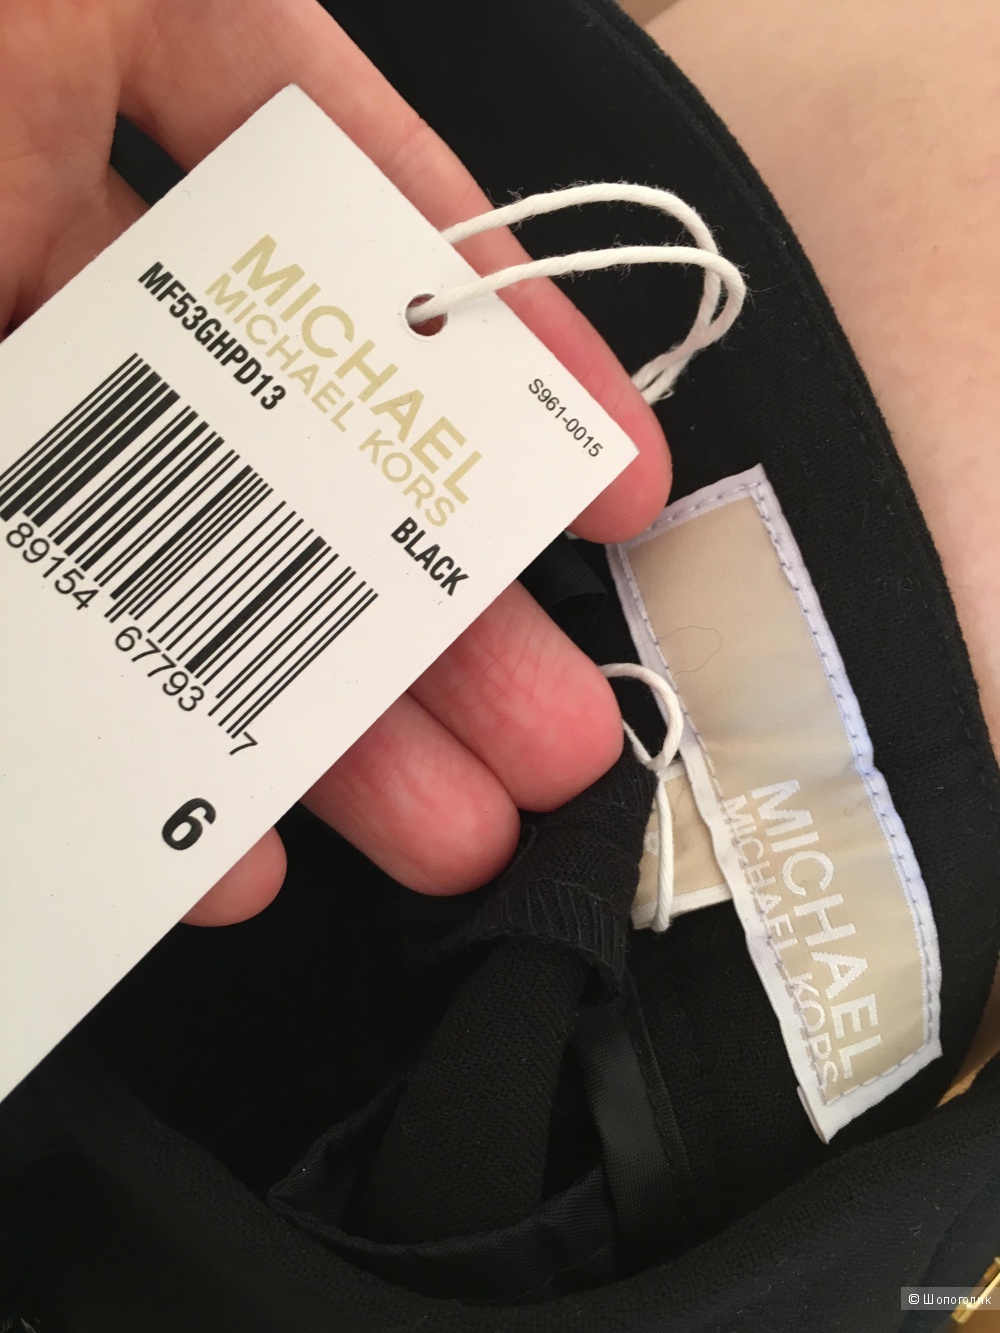 MICHAEL
MICHAEL KORS
MF53GHPD13
S961-0015
BLACK
89154 67793 7
6
MICHAEL
MICHAEL KORS
© Шопоголик